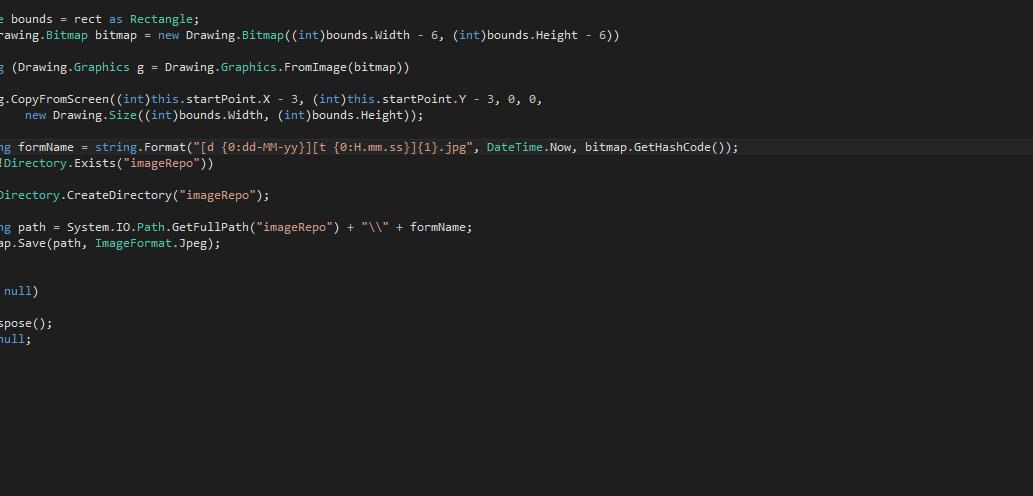 e bounds = rect as Rectangle;
rawing.Bitmap bitmap = new Drawing.Bitmap((int)bounds.Width - 6, (int)bounds.Height - 6))
g (Drawing.Graphics g = Drawing.Graphics.FromImage(bitmap))
g.CopyFromScreen((int)this.startPoint.X - 3, (int)this.startPoint.Y - 3, 0, 0,
new Drawing.Size((int)bounds.Width, (int)bounds.Height));
ng formName = string.Format("[d {0:dd-MM-yy}][t {0:H.mm.ss}]{1}.jpg", DateTime.Now, bitmap.GetHashCode());
!Directory.Exists("imageRepo"))
Directory.CreateDirectory("imageRepo");
ng path = System.IO.Path.GetFullPath("imageRepo") + "\\" + formName;
ap.Save(path, ImageFormat.Jpeg);
null)
spose();
null;